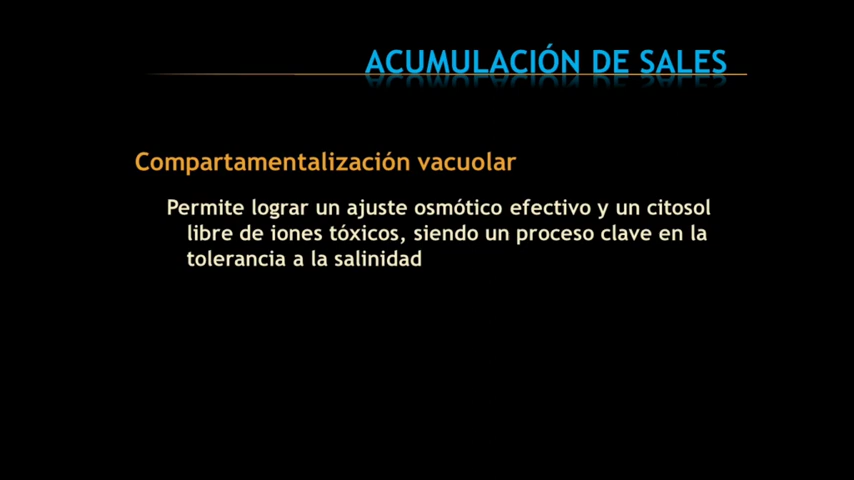 ACUMULACIÓN DE SALES
Compartamentalización vacuolar
Permite lograr un ajuste osmótico efectivo y un citosol
libre de iones tóxicos, siendo un proceso clave en la
tolerancia a la salinidad